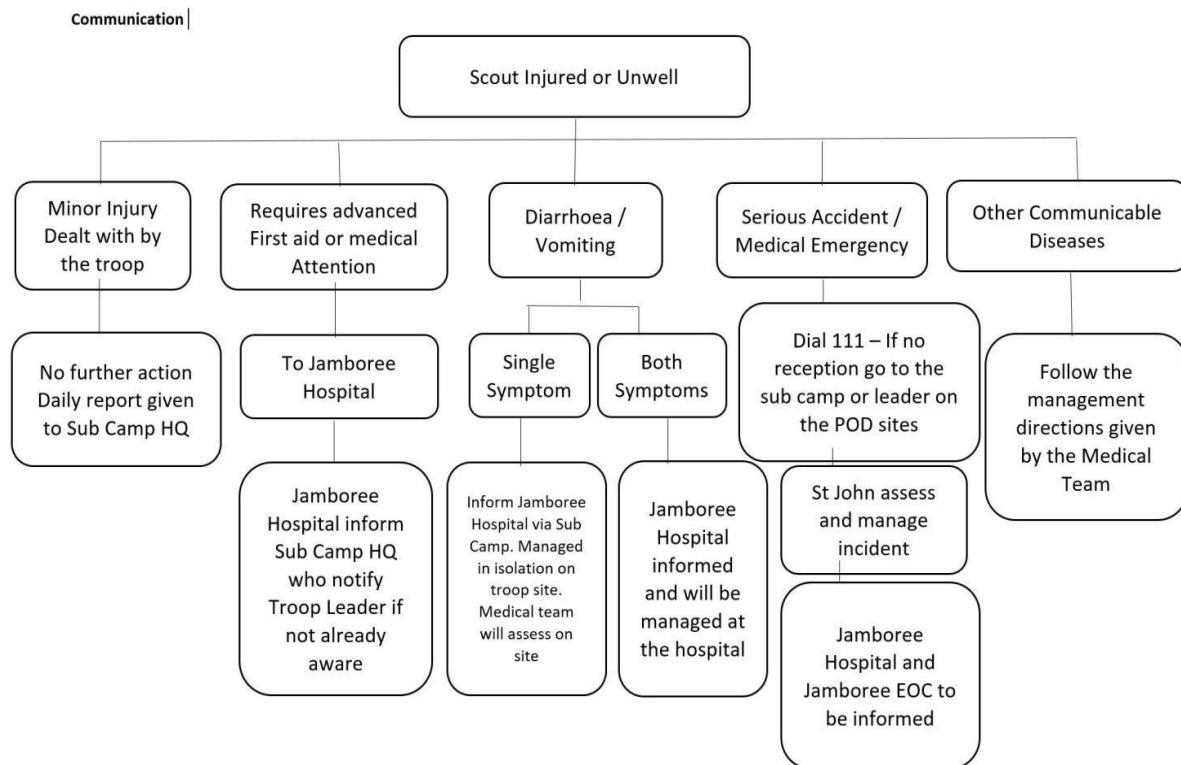 Communication
Scout Injured or Unwell
Minor Injury
Dealt with by
the troop
Requires advanced
First aid or medical
Attention
Diarrhoea /
Vomiting
Serious Accident /
Medical Emergency
Other Communicable
Diseases
No further action
Daily report given
to Sub Camp HQ
To Jamboree
Hospital
Single
Symptom
Both
Symptoms
Dial 111 – If no
reception go to the
sub camp or leader on
the POD sites
Follow the
management
directions given
by the Medical
Team
Jamboree
Hospital inform
Sub Camp HQ
who notify
Troop Leader if
not already
aware
Inform Jamboree
Hospital via Sub
Camp. Managed
in isolation on
troop site.
Medical team
will assess on
site
Jamboree
Hospital
informed
and will be
managed at
the hospital
St John assess
and manage
incident
Jamboree
Hospital and
Jamboree EOC to
be informed